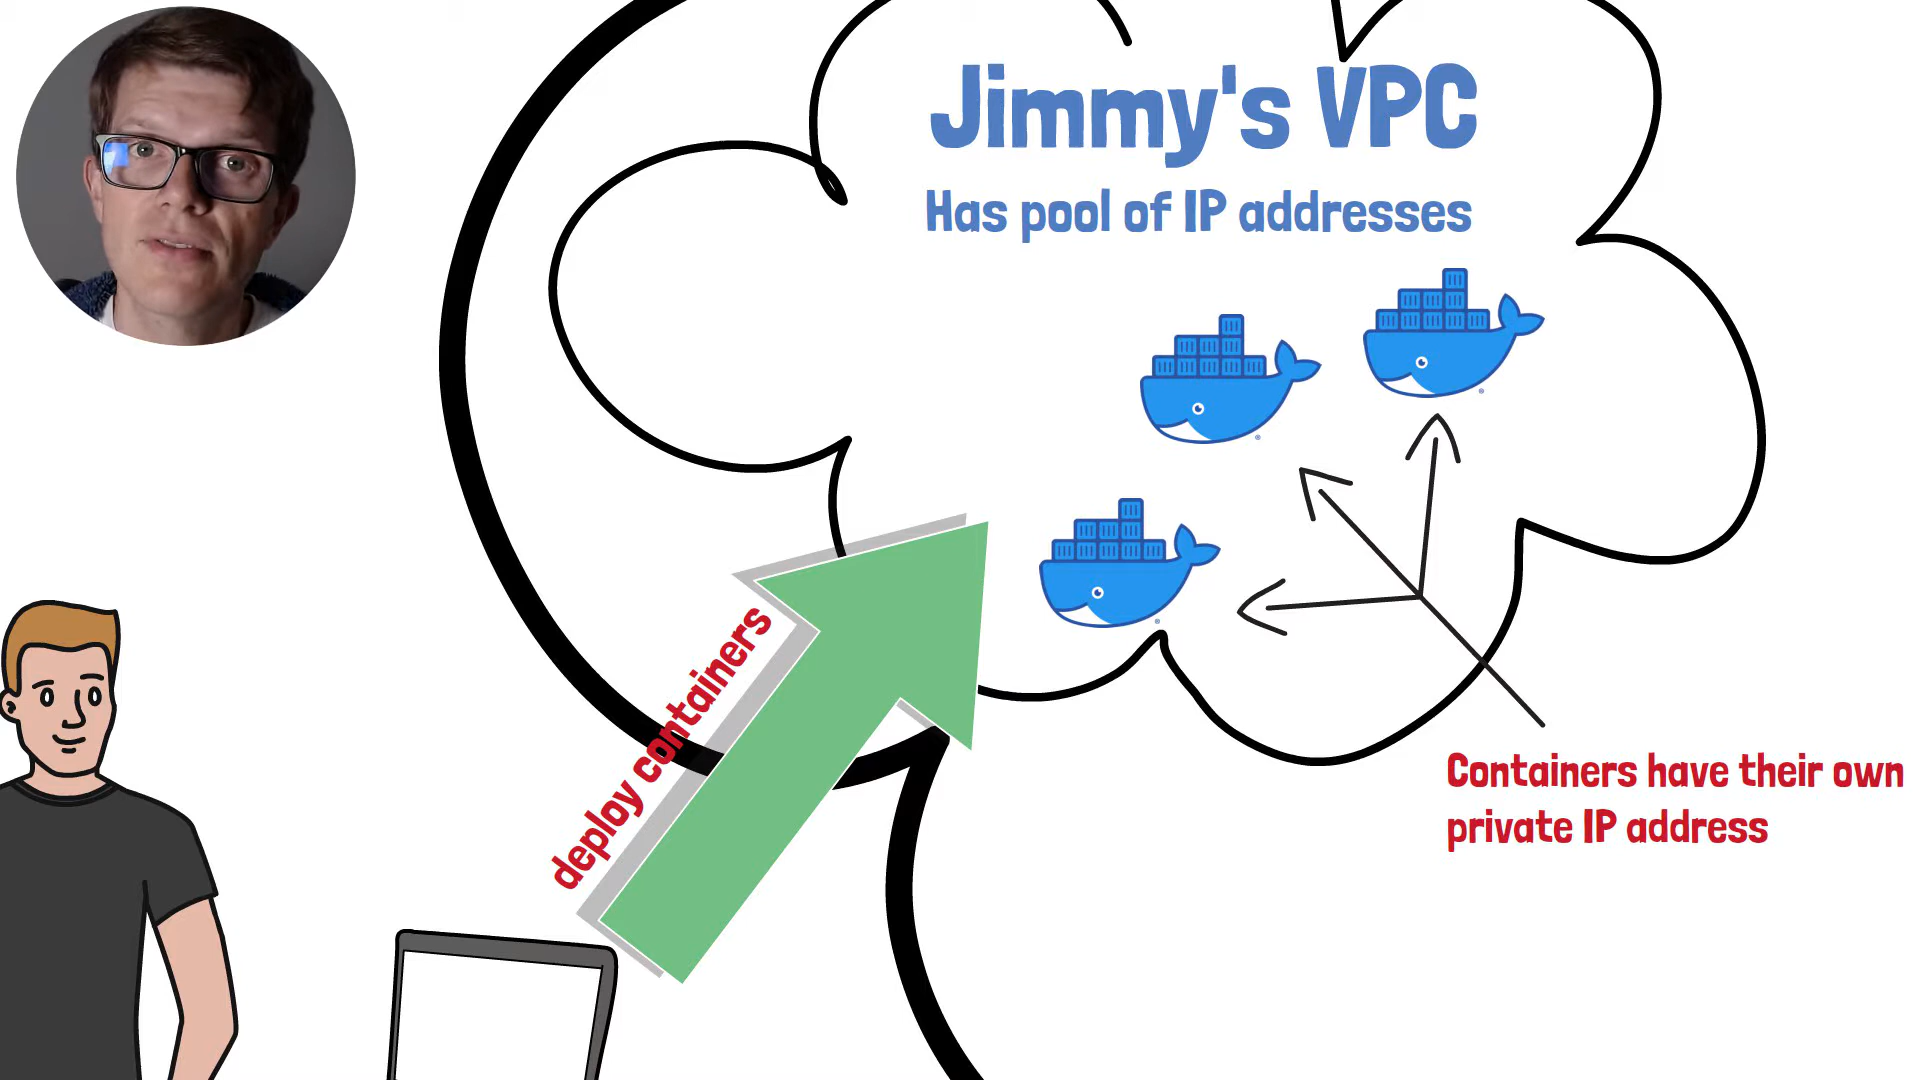 Jimmy's VPC
Has pool of IP addresses
deploy containers
Containers have their own
private IP address